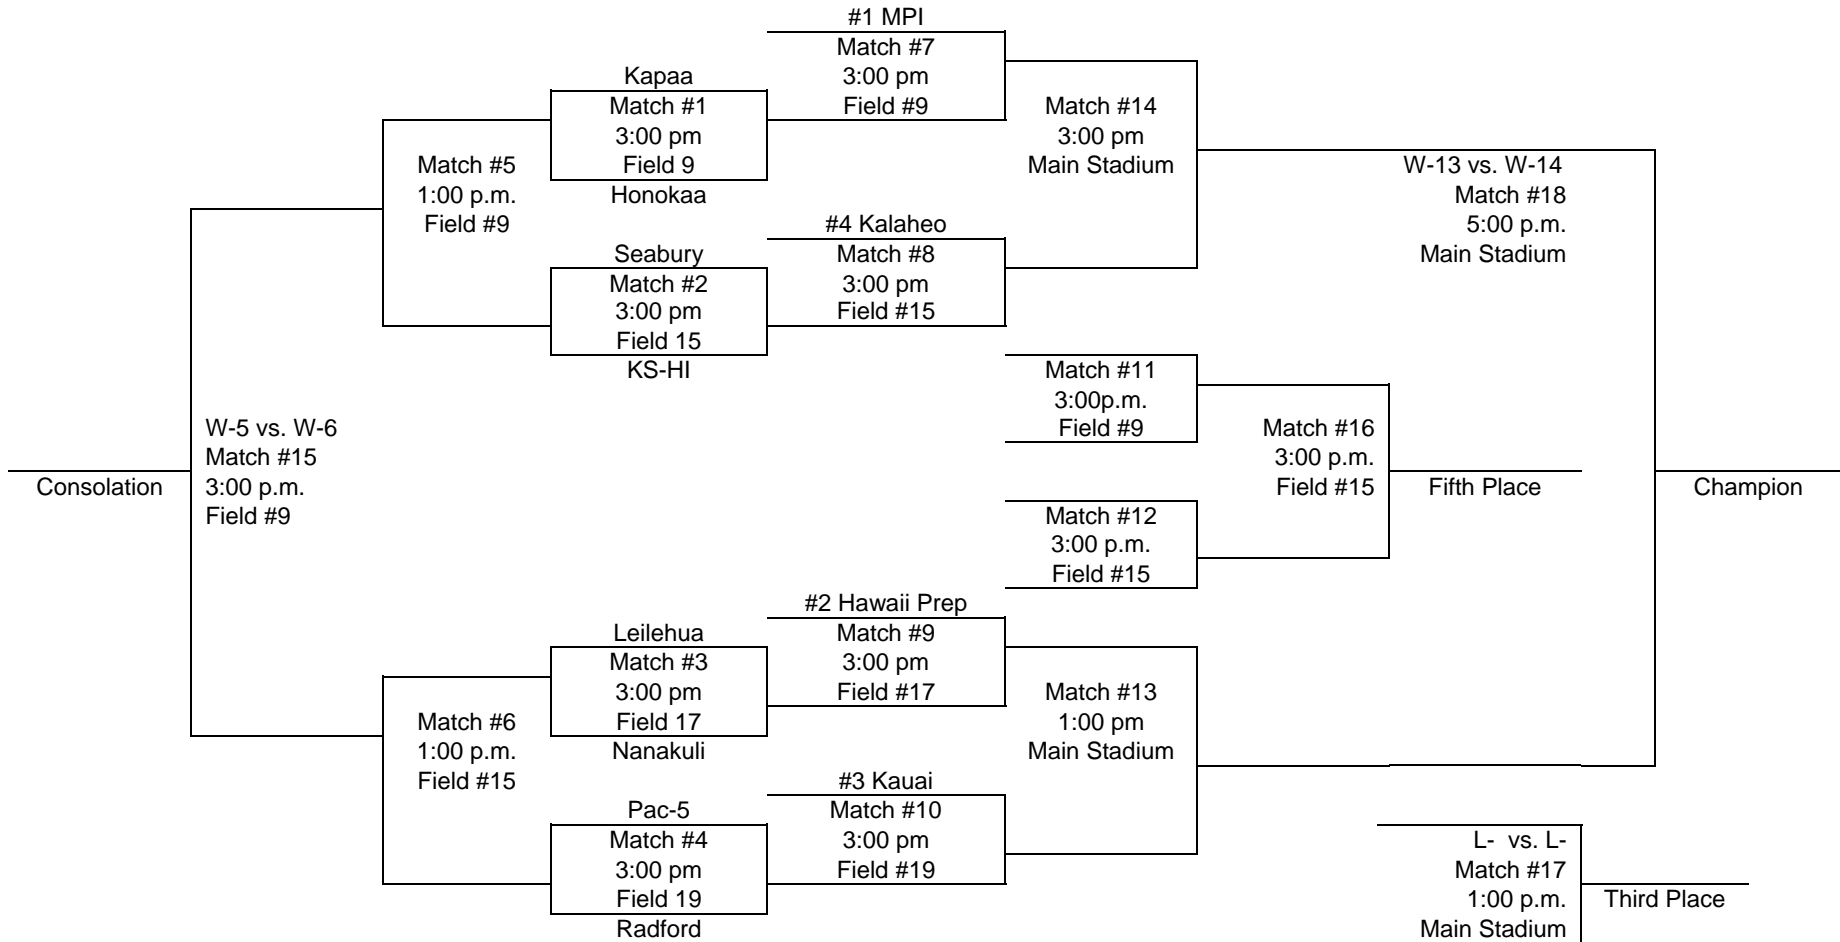 #1 MPI
Match #7
3:00 pm
Field #9
Kapaa
Match #1
3:00 pm
Field 9
Honokaa
Match #14
3:00 pm
Main Stadium
Match #5
1:00 p.m.
Field #9
W-13 vs. W-14
Match #18
5:00 p.m.
Main Stadium
#4 Kalaheo
Match #8
3:00 pm
Field #15
Seabury
Match #2
3:00 pm
Field 15
KS-HI
Match #11
3:00p.m.
Field #9
W-5 vs. W-6
Match #15
3:00 p.m.
Field #9
Consolation
Match #16
3:00 p.m.
Field #15
Fifth Place
Champion
Match #12
3:00 p.m.
Field #15
#2 Hawaii Prep
Match #9
3:00 pm
Field #17
Leilehua
Match #3
3:00 pm
Field 17
Nanakuli
Match #13
1:00 pm
Main Stadium
Match #6
1:00 p.m.
Field #15
#3 Kauai
Match #10
3:00 pm
Field #19
Pac-5
Match #4
3:00 pm
Field 19
Radford
L- vs. L-
Match #17
1:00 p.m.
Main Stadium
Third Place